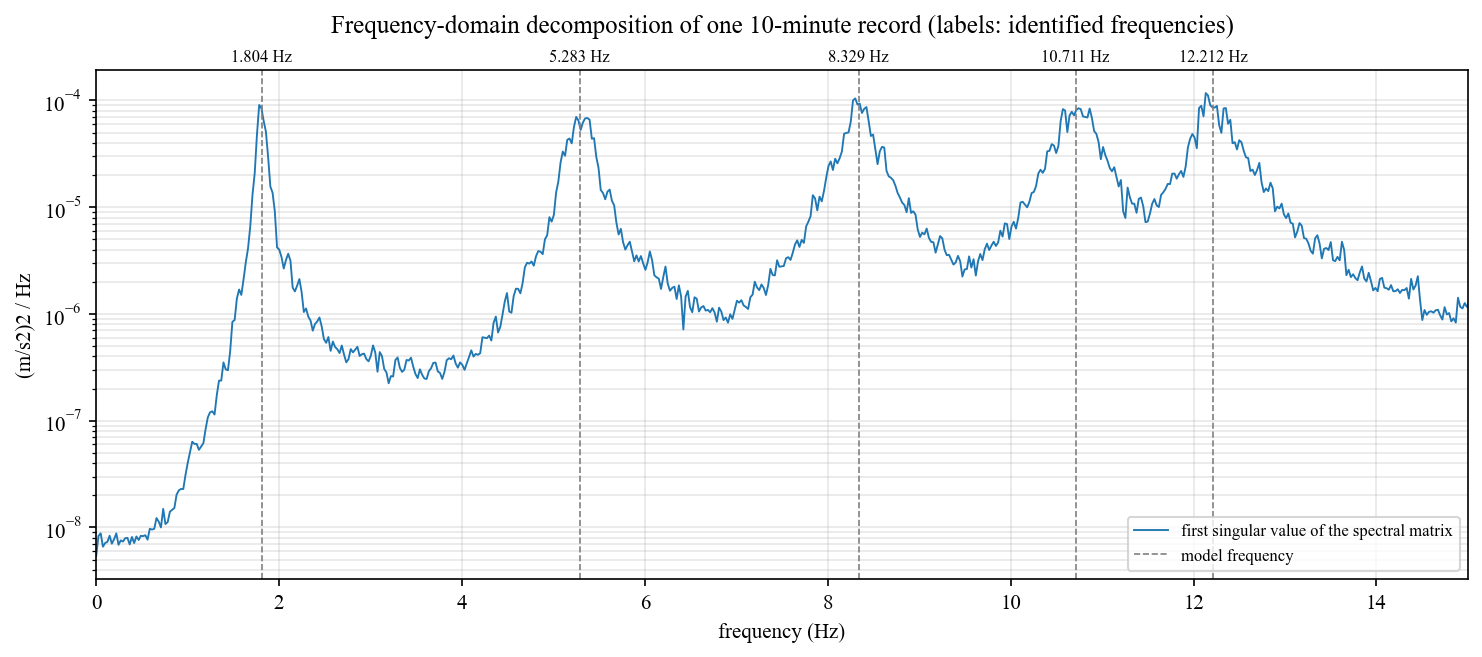 Frequency-domain decomposition of one 10-minute record (labels: identified frequencies)
1.804 Hz 5.283 Hz 8.329 Hz 10.711 Hz 12.212 Hz
10⁻⁴
10⁻⁵
10⁻⁶
10⁻⁷
10⁻⁸
(m/s2)2 / Hz
first singular value of the spectral matrix
model frequency
0 2 4 6 8 10 12 14
frequency (Hz)